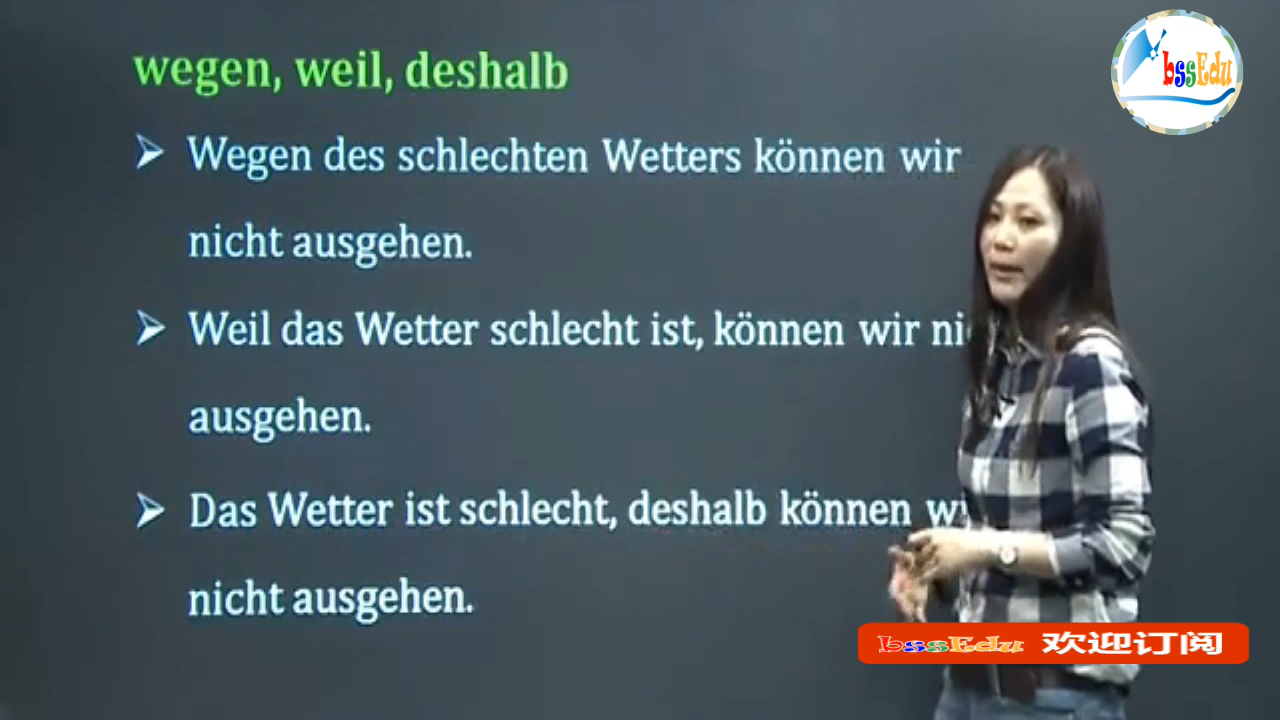 wegen, weil, deshalb
Wegen des schlechten Wetters können wir
nicht ausgehen.
Weil das Wetter schlecht ist, können wir
ausgehen.
Das Wetter ist schlecht, deshalb können
nicht ausgehen.
bssEdu
bssEdu 欢迎订阅